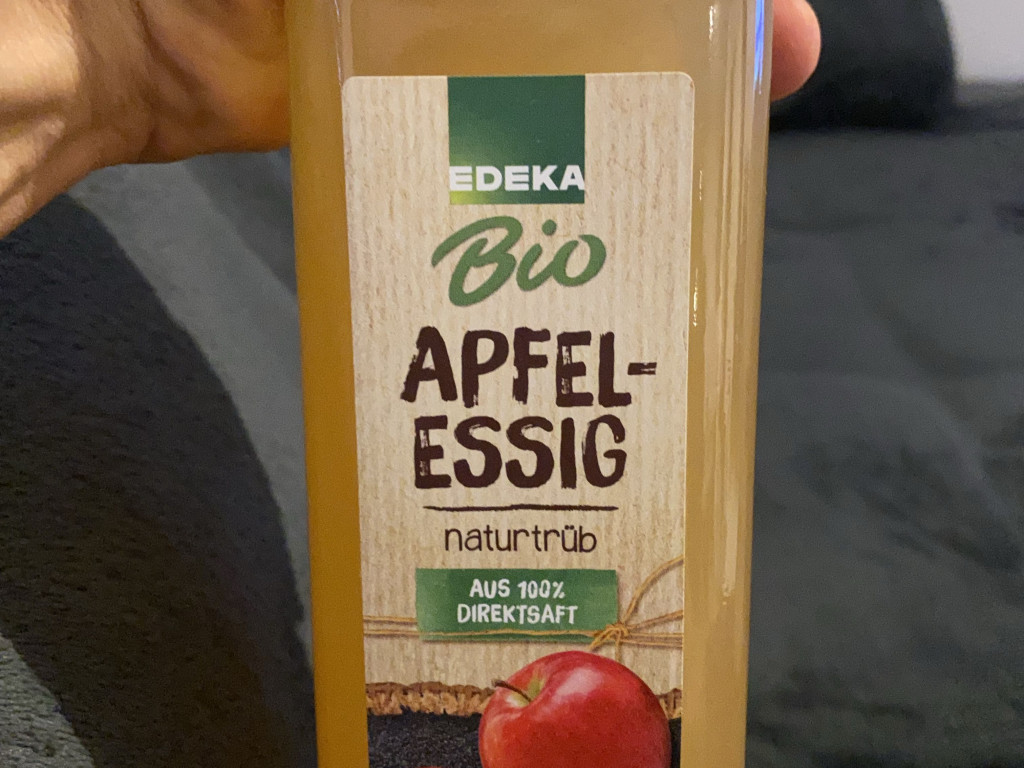 EDEKA
Bio
APFEL-
ESSIG
naturtrüb
AUS 100%
DIREKTSAFT